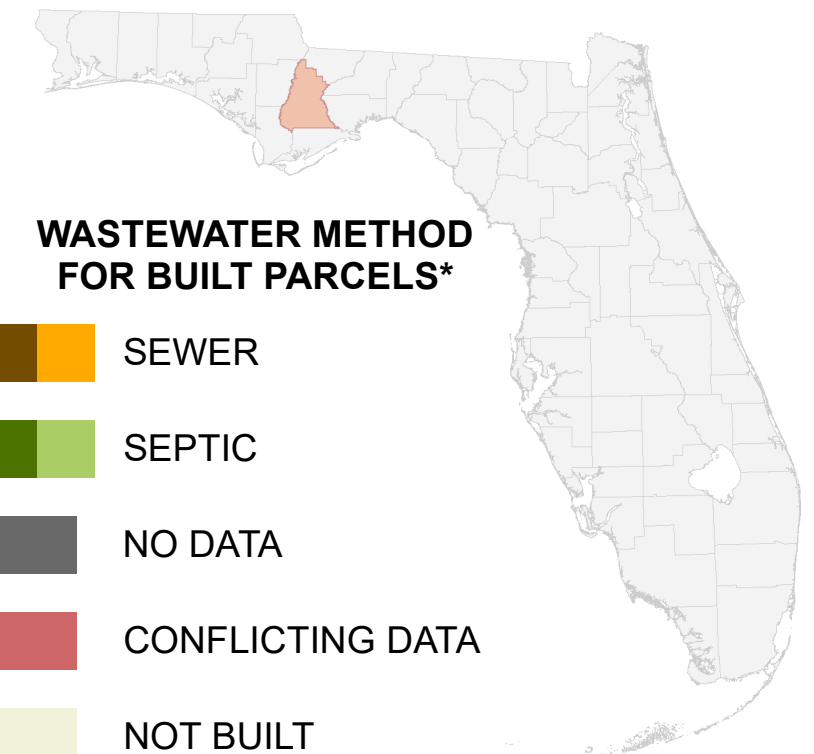 WASTEWATER METHOD
FOR BUILT PARCELS*
SEWER
SEPTIC
NO DATA
CONFLICTING DATA
NOT BUILT